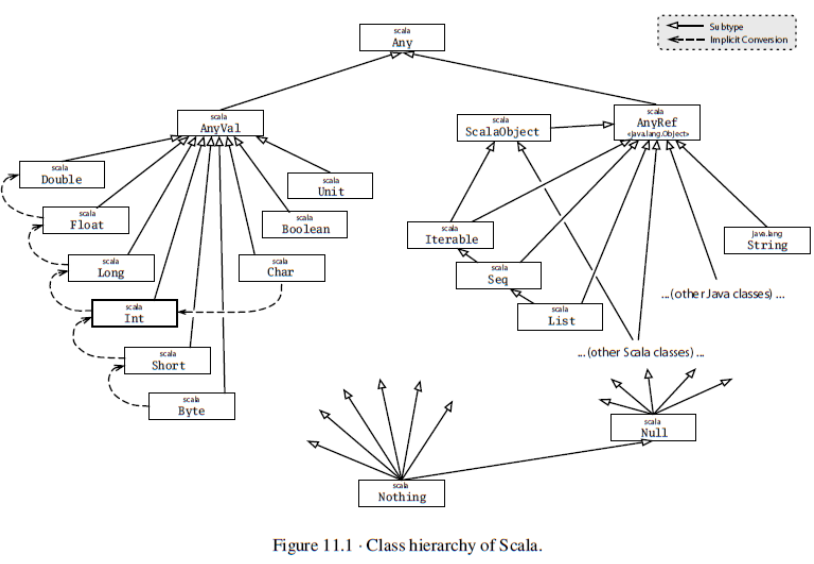 scala
Any
Subtype
Implicit Conversion
scala
AnyVal
scala
ScalaObject
scala
AnyRef
«java.lang.Object»
scala
Double
scala
Unit
scala
Float
scala
Boolean
scala
Iterable
java.lang
String
scala
Long
scala
Char
scala
Seq
...(other Java classes) ...
scala
Int
scala
List
scala
Short
...(other Scala classes) ...
scala
Byte
scala
Null
scala
Nothing
Figure 11.1 · Class hierarchy of Scala.